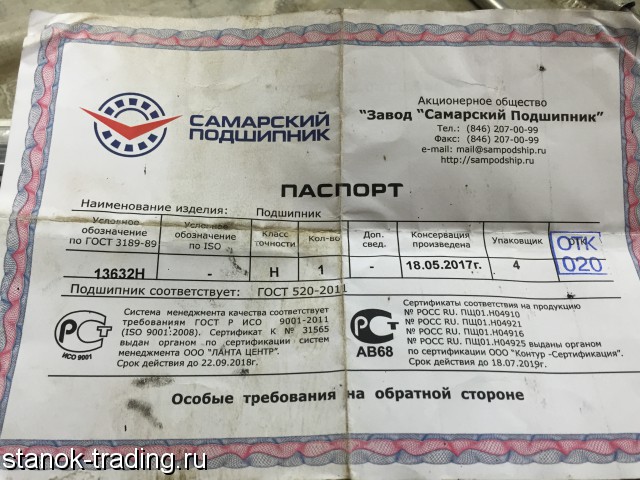 САМАРСКИЙ
ПОДШИПНИК
Акционерное общество
“Завод “Самарский Подшипник”
Тел.: (846) 207-00-99
Факс: (846) 207-00-99
e-mail: mail@sampodship.ru
http://sampodship.ru
ПАСПОРТ
Наименование изделия: Подшипник
Условное обозначение по ГОСТ 3189-89
Условное обозначение по ISO
Класс точности
Кол-во
Доп. свед.
Консервация произведена
Упаковщик
ОТК
13632Н - Н 1 - 18.05.2017г. 4
ОТК
020
Подшипник соответствует: ГОСТ 520-2011
РСТ
ИСО 9001
Система менеджмента качества соответствует
требованиям ГОСТ Р ИСО 9001-2011
(ISO 9001:2008). Сертификат К № 31565
выдан органом по сертификации систем
менеджмента ООО "ЛАНТА ЦЕНТР".
Срок действия до 22.09.2018г.
РСТ
АВ68
Сертификаты соответствия на продукцию
№ РОСС RU. ПЩ01.Н04910
№ РОСС RU. ПЩ01.Н04921
№ РОСС RU. ПЩ01.Н04916
№ РОСС RU. ПЩ01.Н04925 выданы органом
по сертификации ООО "Контур -Сертификация".
Срок действия до 18.07.2019г.
Особые требования на обратной стороне
stanok-trading.ru